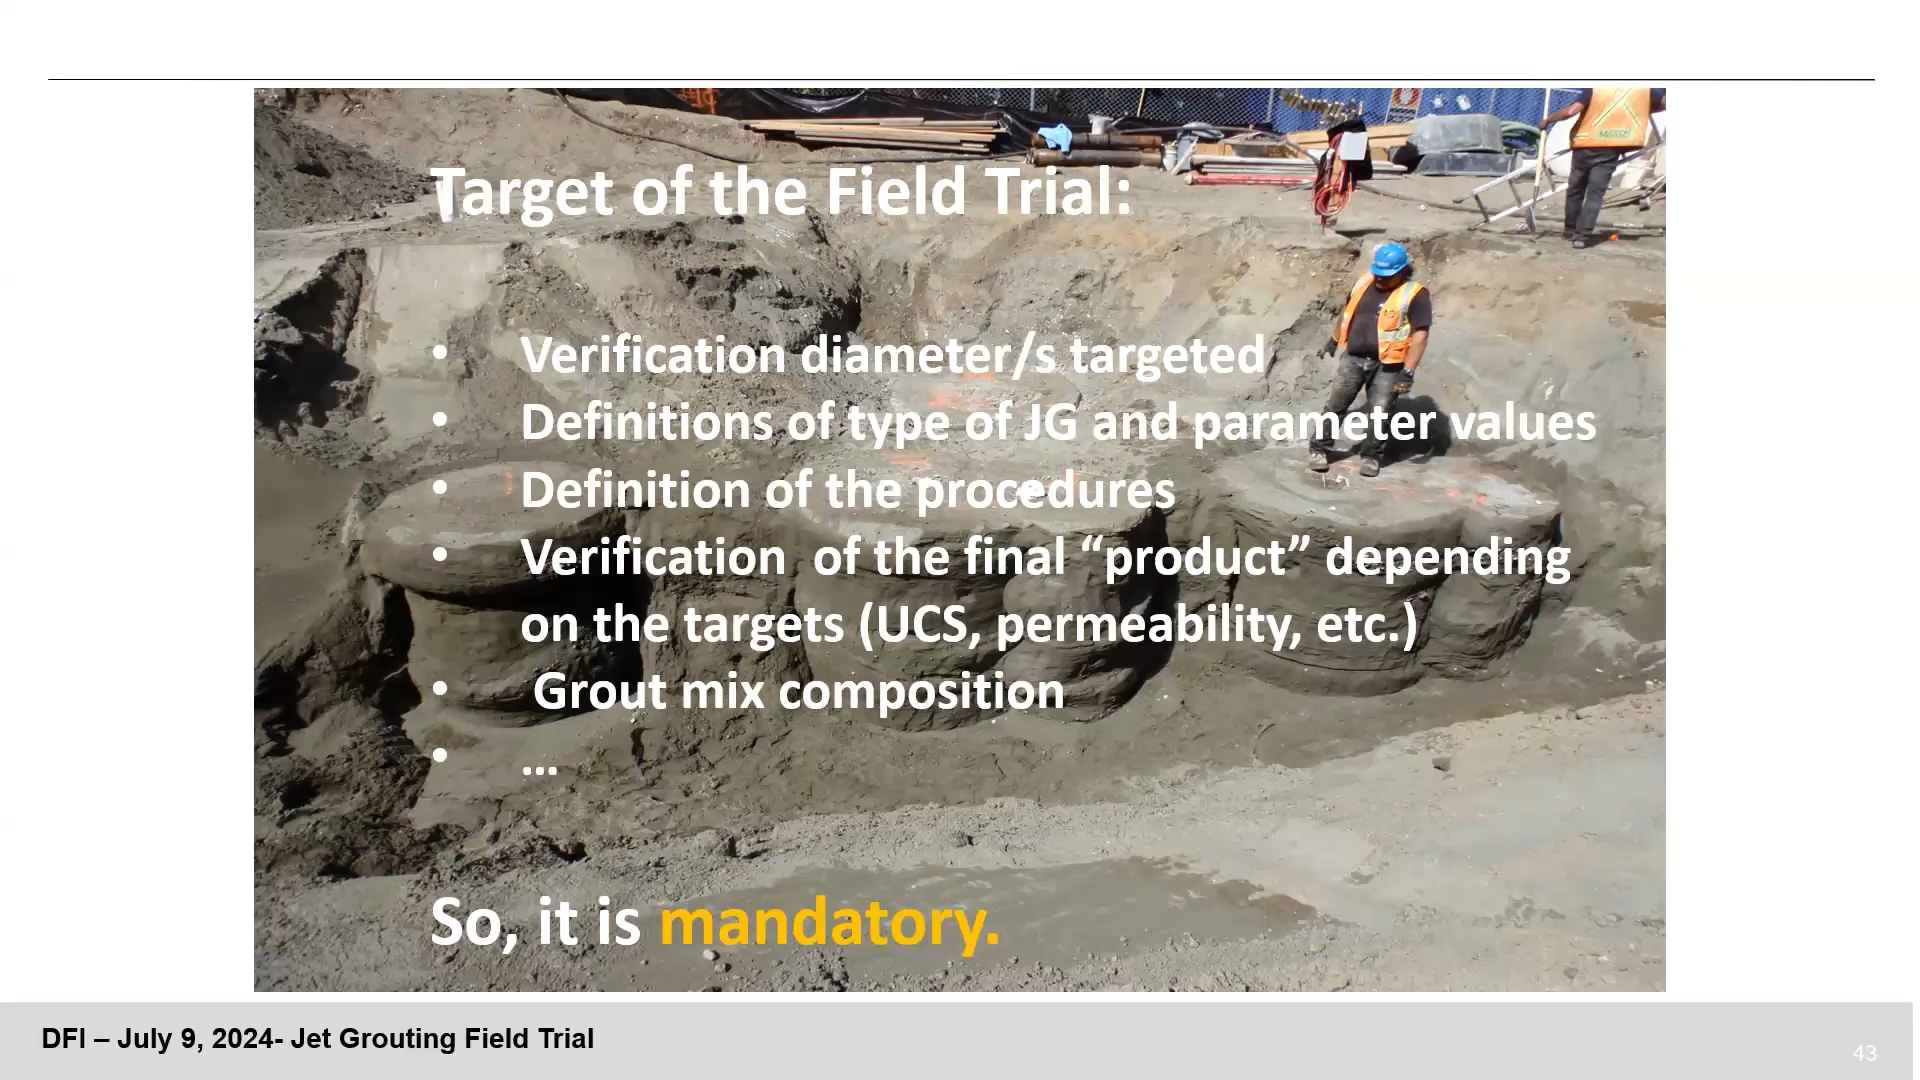 Target of the Field Trial:
• Verification diameter/s targeted
• Definitions of type of JG and parameter values
• Definition of the procedures
• Verification  of the final “product” depending
on the targets (UCS, permeability, etc.)
• Grout mix composition
• …
So, it is mandatory.
DFI – July 9, 2024- Jet Grouting Field Trial
43